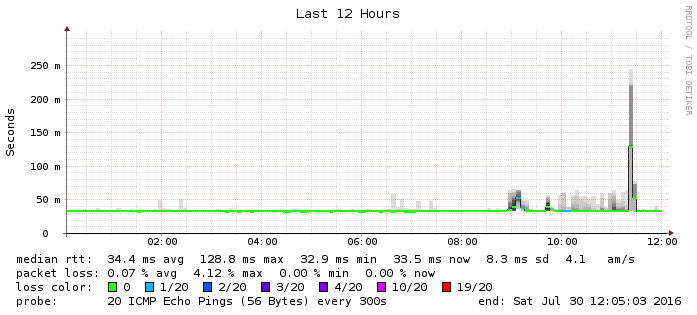 Last 12 Hours
RRDTOOL / TOBI OETIKER
Seconds
250 m
200 m
150 m
100 m
50 m
0
02:00 04:00 06:00 08:00 10:00 12:00
median rtt: 34.4 ms avg 128.8 ms max 32.9 ms min 33.5 ms now 8.3 ms sd 4.1 am/s
packet loss: 0.07 % avg 4.12 % max 0.00 % min 0.00 % now
loss color: 0 1/20 2/20 3/20 4/20 10/20 19/20
probe: 20 ICMP Echo Pings (56 Bytes) every 300s end: Sat Jul 30 12:05:03 2016